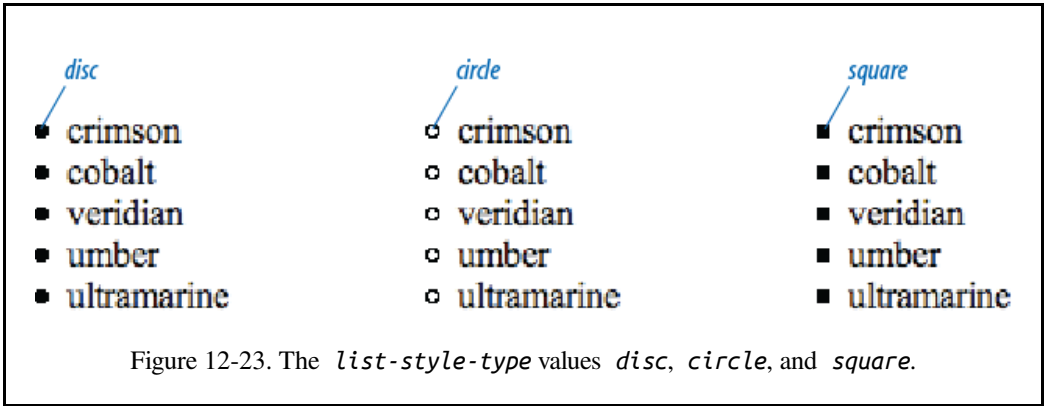 disc
crimson
cobalt
veridian
umber
ultramarine
circle
crimson
cobalt
veridian
umber
ultramarine
square
crimson
cobalt
veridian
umber
ultramarine
Figure 12-23. The list-style-type values disc, circle, and square.